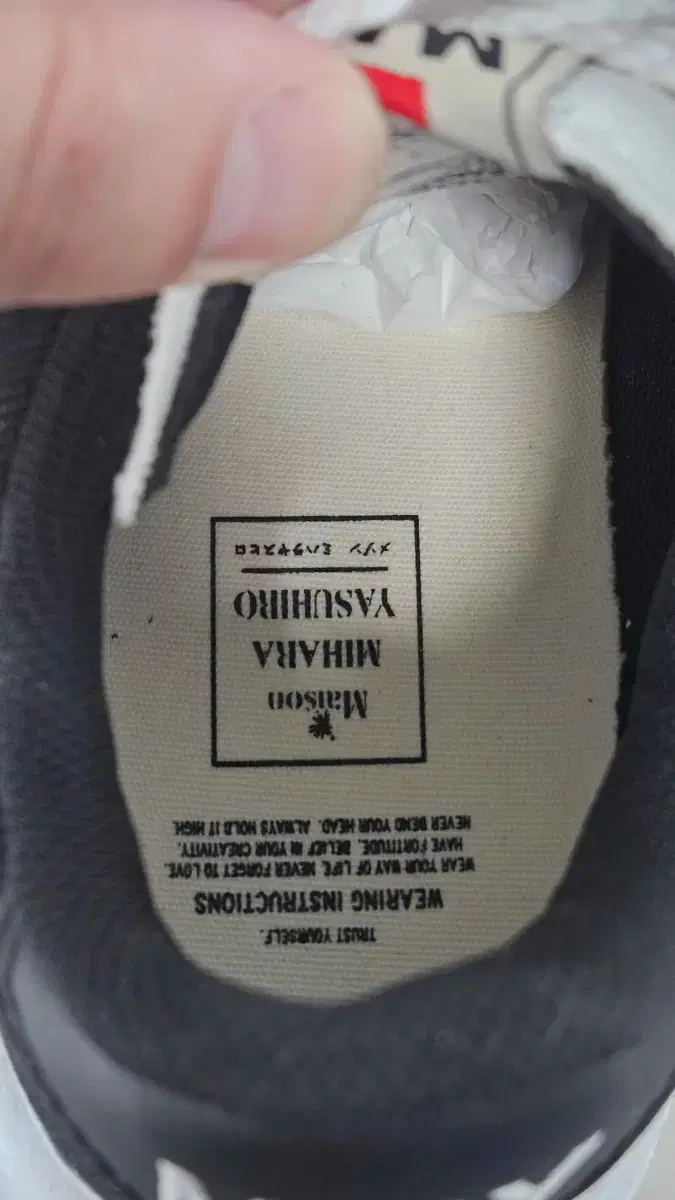 MA
TRUST YOURSELF.
WEARING INSTRUCTIONS
WEAR YOUR WAY OF LIFE. NEVER FORGET TO LOVE.
HAVE FORTITUDE. BELIEF IN YOUR CREATIVITY.
NEVER BEND YOUR HEAD. ALWAYS HOLD IT HIGH.
Maison
MIHARA
YASUHIRO
メゾン ミハラヤスヒロ